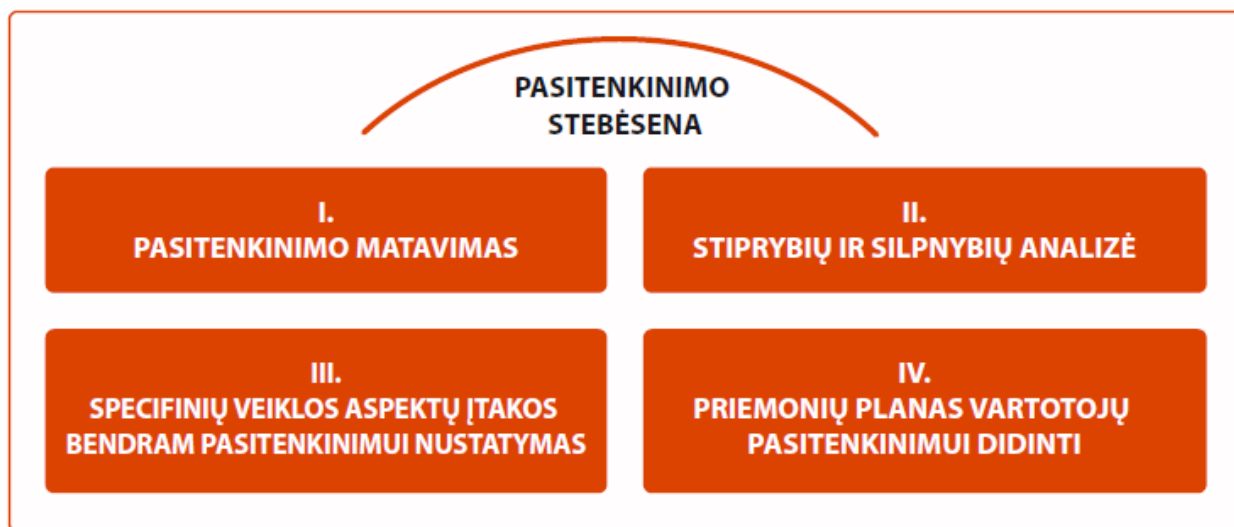 PASITENKINIMO
STEBĖSENA
I.
PASITENKINIMO MATAVIMAS
II.
STIPRYBIŲ IR SILPNYBIŲ ANALIZĖ
III.
SPECIFINIŲ VEIKLOS ASPEKTŲ ĮTAKOS
BENDRAM PASITENKINIMUI NUSTATYMAS
IV.
PRIEMONIŲ PLANAS VARTOTOJŲ
PASITENKINIMUI DIDINTI